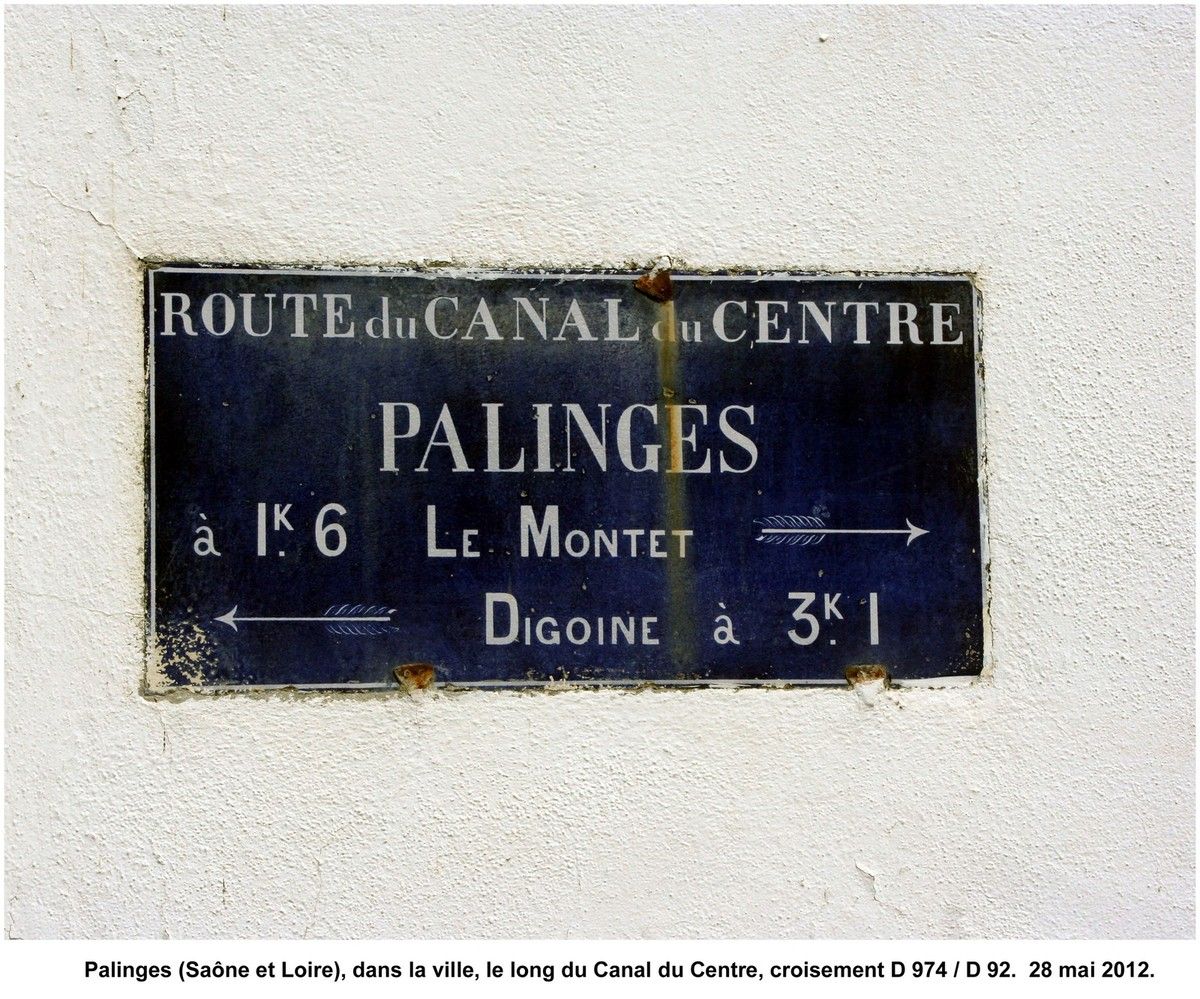 ROUTE du CANAL du CENTRE
PALINGES
à 1K. 6 LE MONTET
DIGOINE à 3K. 1
Palinges (Saône et Loire), dans la ville, le long du Canal du Centre, croisement D 974 / D 92. 28 mai 2012.